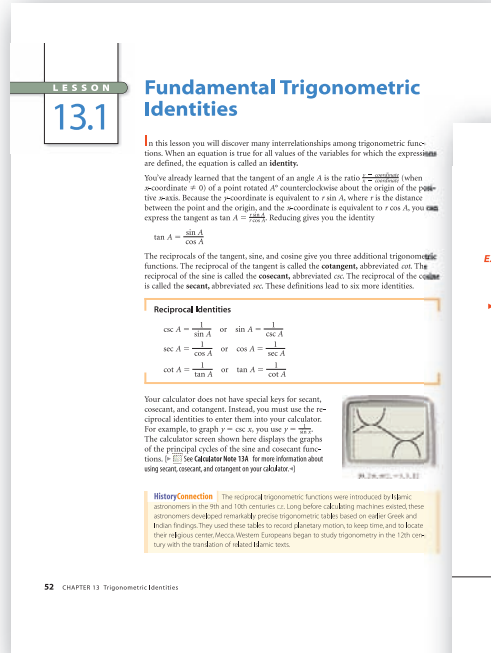 LESSON
13.1
Fundamental Trigonometric
Identities
In this lesson you will discover many interrelationships among trigonometric func-
tions. When an equation is true for all values of the variables for which the expressions
are defined, the equation is called an identity.
You've already learned that the tangent of an angle A is the ratio y – coordinate / x – coordinate (when
x-coordinate ≠ 0) of a point rotated A° counterclockwise about the origin of the posi-
tive x-axis. Because the y-coordinate is equivalent to r sin A, where r is the distance
between the point and the origin, and the x-coordinate is equivalent to r cos A, you can
express the tangent as tan A = r sin A / r cos A. Reducing gives you the identity
tan A = sin A / cos A
The reciprocals of the tangent, sine, and cosine give you three additional trigonometric
functions. The reciprocal of the tangent is called the cotangent, abbreviated cot. The
reciprocal of the sine is called the cosecant, abbreviated csc. The reciprocal of the cosine
is called the secant, abbreviated sec. These definitions lead to six more identities.
Reciprocal Identities
csc A = 1 / sin A or sin A = 1 / csc A
sec A = 1 / cos A or cos A = 1 / sec A
cot A = 1 / tan A or tan A = 1 / cot A
Your calculator does not have special keys for secant,
cosecant, and cotangent. Instead, you must use the re-
ciprocal identities to enter them into your calculator.
For example, to graph y = csc x, you use y = 1 / sin x.
The calculator screen shown here displays the graphs
of the principal cycles of the sine and cosecant func-
tions. [► See Calculator Note 13A for more information about
using secant, cosecant, and cotangent on your calculator.◄]
HistoryConnection | The reciprocal trigonometric functions were introduced by Islamic
astronomers in the 9th and 10th centuries C.E. Long before calculating machines existed, these
astronomers developed remarkably precise trigonometric tables based on earlier Greek and
Indian findings. They used these tables to record planetary motion, to keep time, and to locate
their religious center, Mecca. Western Europeans began to study trigonometry in the 12th cen-
tury with the translation of related Islamic texts.
52 CHAPTER 13 Trigonometric Identities